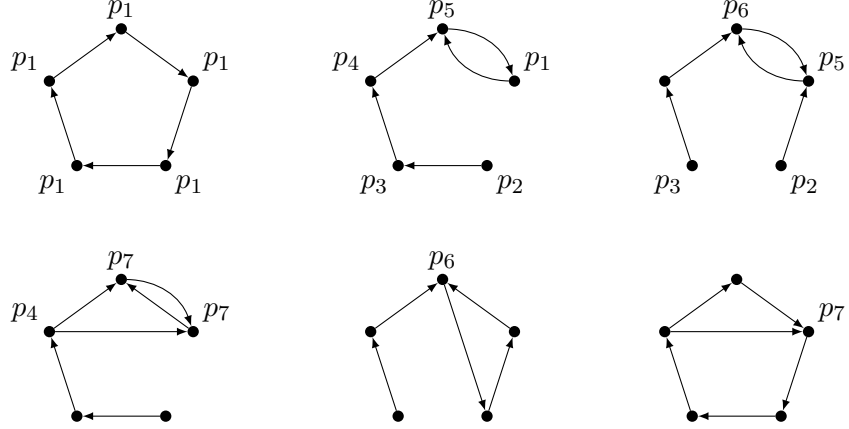 p₁ p₅ p₆
p₁ p₁ p₄ p₁ p₅
p₁ p₁ p₃ p₂ p₃ p₂
p₇ p₆
p₄ p₇ p₇